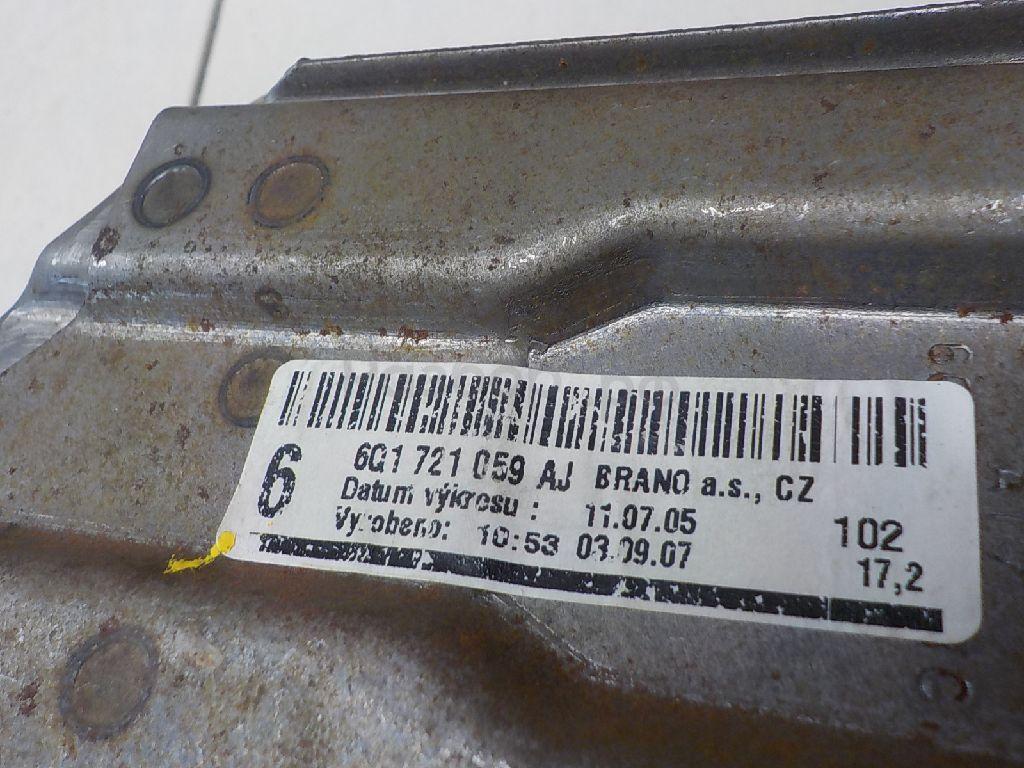 6
6Q1 721 059 AJ BRANO a.s., CZ
Datum výkresu : 11.07.05
Vyrobeno: 10:53 03.09.07
102
17,2